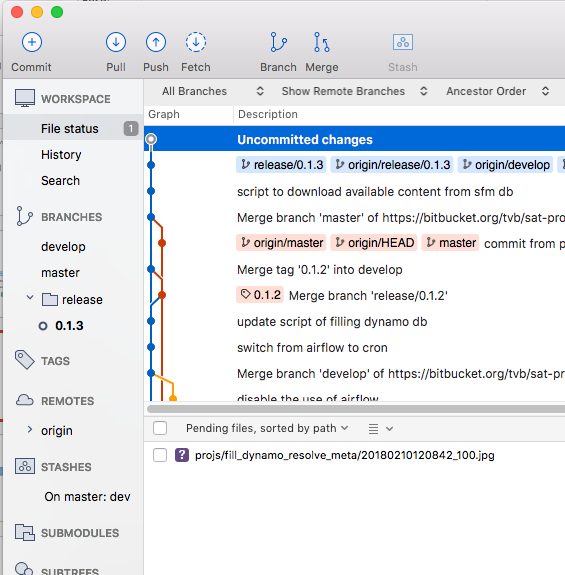 Commit Pull Push Fetch Branch Merge Stash
All Branches Show Remote Branches Ancestor Order
Graph Description
WORKSPACE
File status 1
History
Search
BRANCHES
develop
master
release
0.1.3
TAGS
REMOTES
origin
STASHES
On master: dev
SUBMODULES
SUBTREES
Uncommitted changes
release/0.1.3 origin/release/0.1.3 origin/develop
script to download available content from sfm db
Merge branch 'master' of https://bitbucket.org/tvb/sat-pro
origin/master origin/HEAD master commit from p
Merge tag '0.1.2' into develop
0.1.2 Merge branch 'release/0.1.2'
update script of filling dynamo db
switch from airflow to cron
Merge branch 'develop' of https://bitbucket.org/tvb/sat-pro
disable the use of airflow
Pending files, sorted by path
? projs/fill_dynamo_resolve_meta/20180210120842_100.jpg